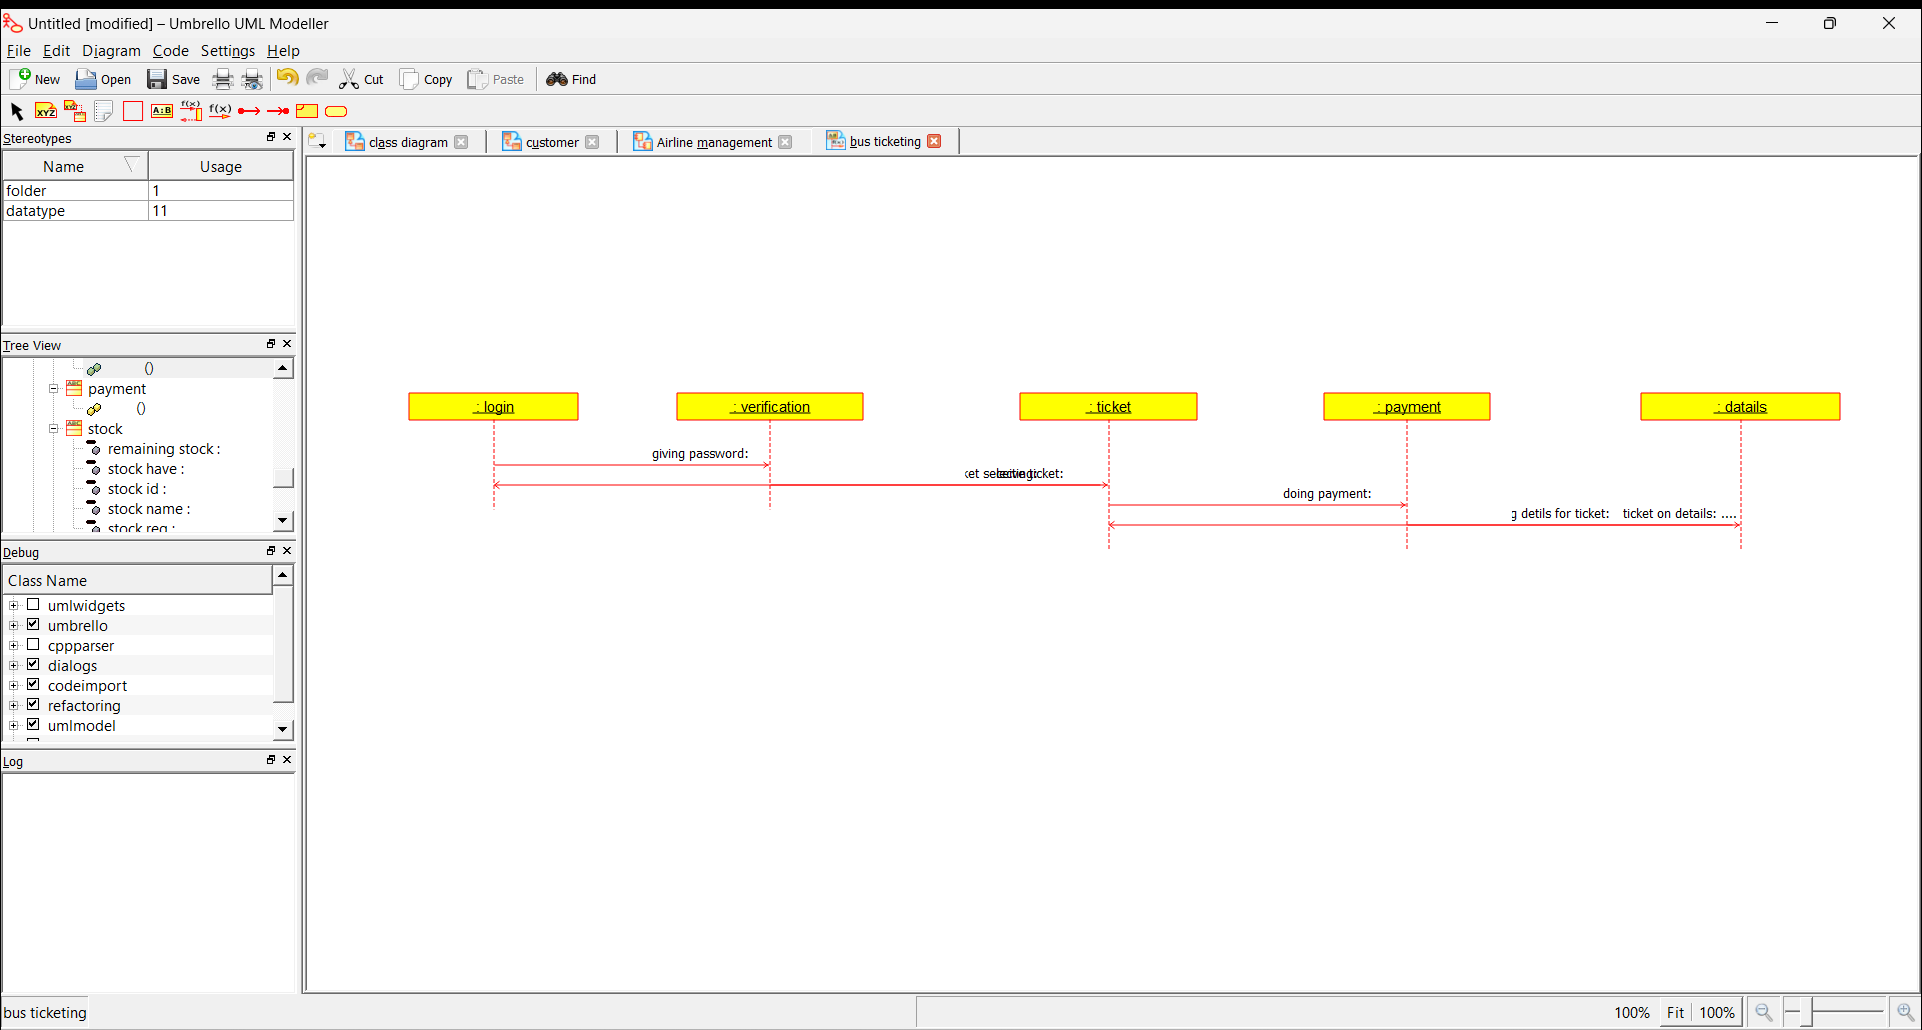 Untitled [modified] – Umbrello UML Modeller
File Edit Diagram Code Settings Help
New Open Save Cut Copy Paste Find
XYZ XYZ A:B f(x) f(x)
Stereotypes
class diagram customer Airline management bus ticketing
Name Usage
folder 1
datatype 11
Tree View
()
payment
()
stock
remaining stock :
stock have :
stock id :
stock name :
stock req :
: login : verification : ticket : payment : datails
giving password:
ket se ticket:
doing payment:
g detils for ticket: ticket on details: ....
Debug
Class Name
umlwidgets
umbrello
cppparser
dialogs
codeimport
refactoring
umlmodel
Log
bus ticketing
100% Fit 100%